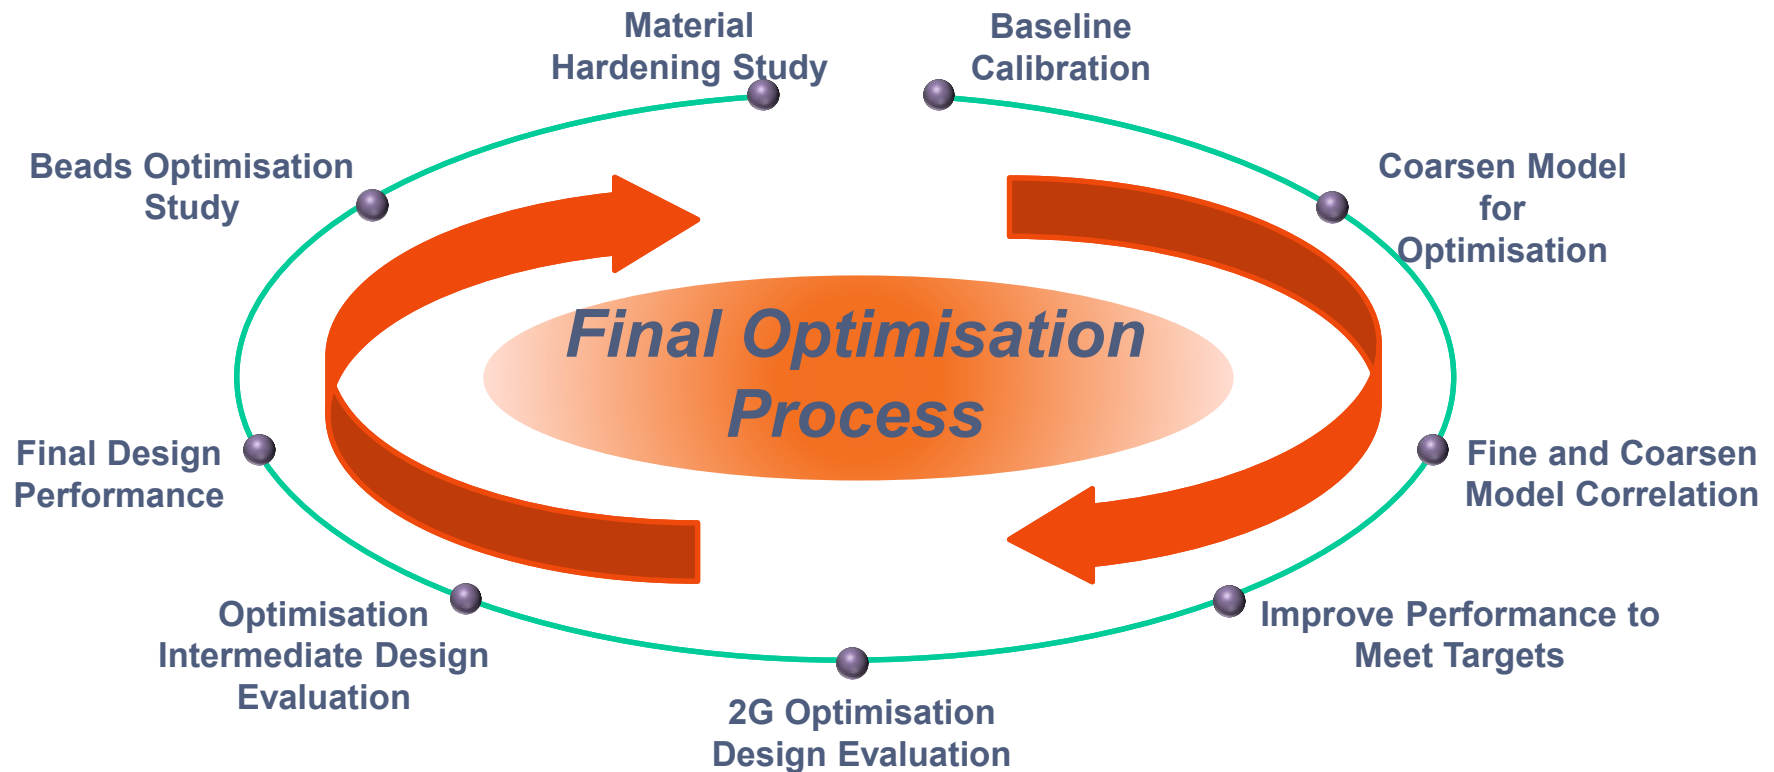 Material
Hardening Study
Baseline
Calibration
Beads Optimisation
Study
Coarsen Model
for
Optimisation
Final Optimisation
Process
Final Design
Performance
Fine and Coarsen
Model Correlation
Optimisation
Intermediate Design
Evaluation
Improve Performance to
Meet Targets
2G Optimisation
Design Evaluation